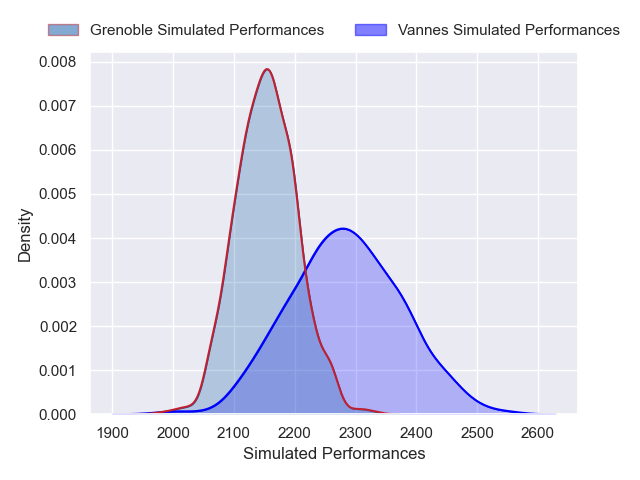 Grenoble Simulated Performances Vannes Simulated Performances
0.008
0.007
0.006
0.005
0.004
0.003
0.002
0.001
0.000
Density
1900 2000 2100 2200 2300 2400 2500 2600
Simulated Performances